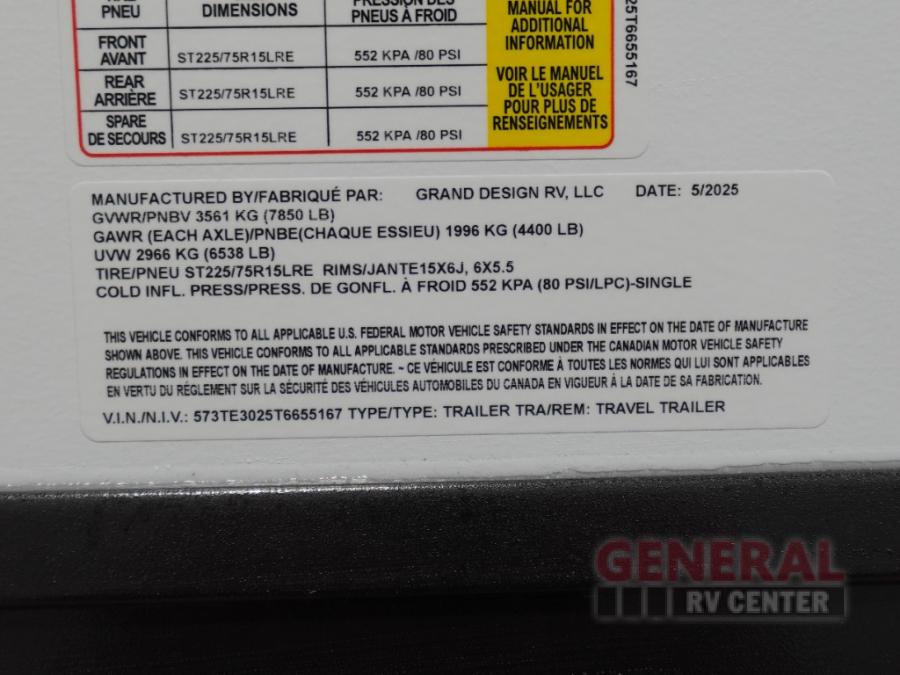 PNEU DIMENSIONS PNEUS À FROID
FRONT
AVANT ST225/75R15LRE 552 KPA /80 PSI
REAR
ARRIÈRE ST225/75R15LRE 552 KPA /80 PSI
SPARE
DE SECOURS ST225/75R15LRE 552 KPA /80 PSI
MANUAL FOR
ADDITIONAL
INFORMATION
VOIR LE MANUEL
DE L'USAGER
POUR PLUS DE
RENSEIGNEMENTS
25T6655167
MANUFACTURED BY/FABRIQUÉ PAR: GRAND DESIGN RV, LLC DATE: 5/2025
GVWR/PNBV 3561 KG (7850 LB)
GAWR (EACH AXLE)/PNBE(CHAQUE ESSIEU) 1996 KG (4400 LB)
UVW 2966 KG (6538 LB)
TIRE/PNEU ST225/75R15LRE RIMS/JANTE15X6J, 6X5.5
COLD INFL. PRESS/PRESS. DE GONFL. À FROID 552 KPA (80 PSI/LPC)-SINGLE
THIS VEHICLE CONFORMS TO ALL APPLICABLE U.S. FEDERAL MOTOR VEHICLE SAFETY STANDARDS IN EFFECT ON THE DATE OF MANUFACTURE
SHOWN ABOVE. THIS VEHICLE CONFORMS TO ALL APPLICABLE STANDARDS PRESCRIBED UNDER THE CANADIAN MOTOR VEHICLE SAFETY
REGULATIONS IN EFFECT ON THE DATE OF MANUFACTURE. ~ CE VÉHICULE EST CONFORME À TOUTES LES NORMES QUI LUI SONT APPLICABLES
EN VERTU DU RÉGLEMENT SUR LA SÉCURITÉ DES VÉHICULES AUTOMOBILES DU CANADA EN VIGUEUR À LA DATE DE SA FABRICATION.
V.I.N./N.I.V.: 573TE3025T6655167 TYPE/TYPE: TRAILER TRA/REM: TRAVEL TRAILER
GENERAL
RV CENTER